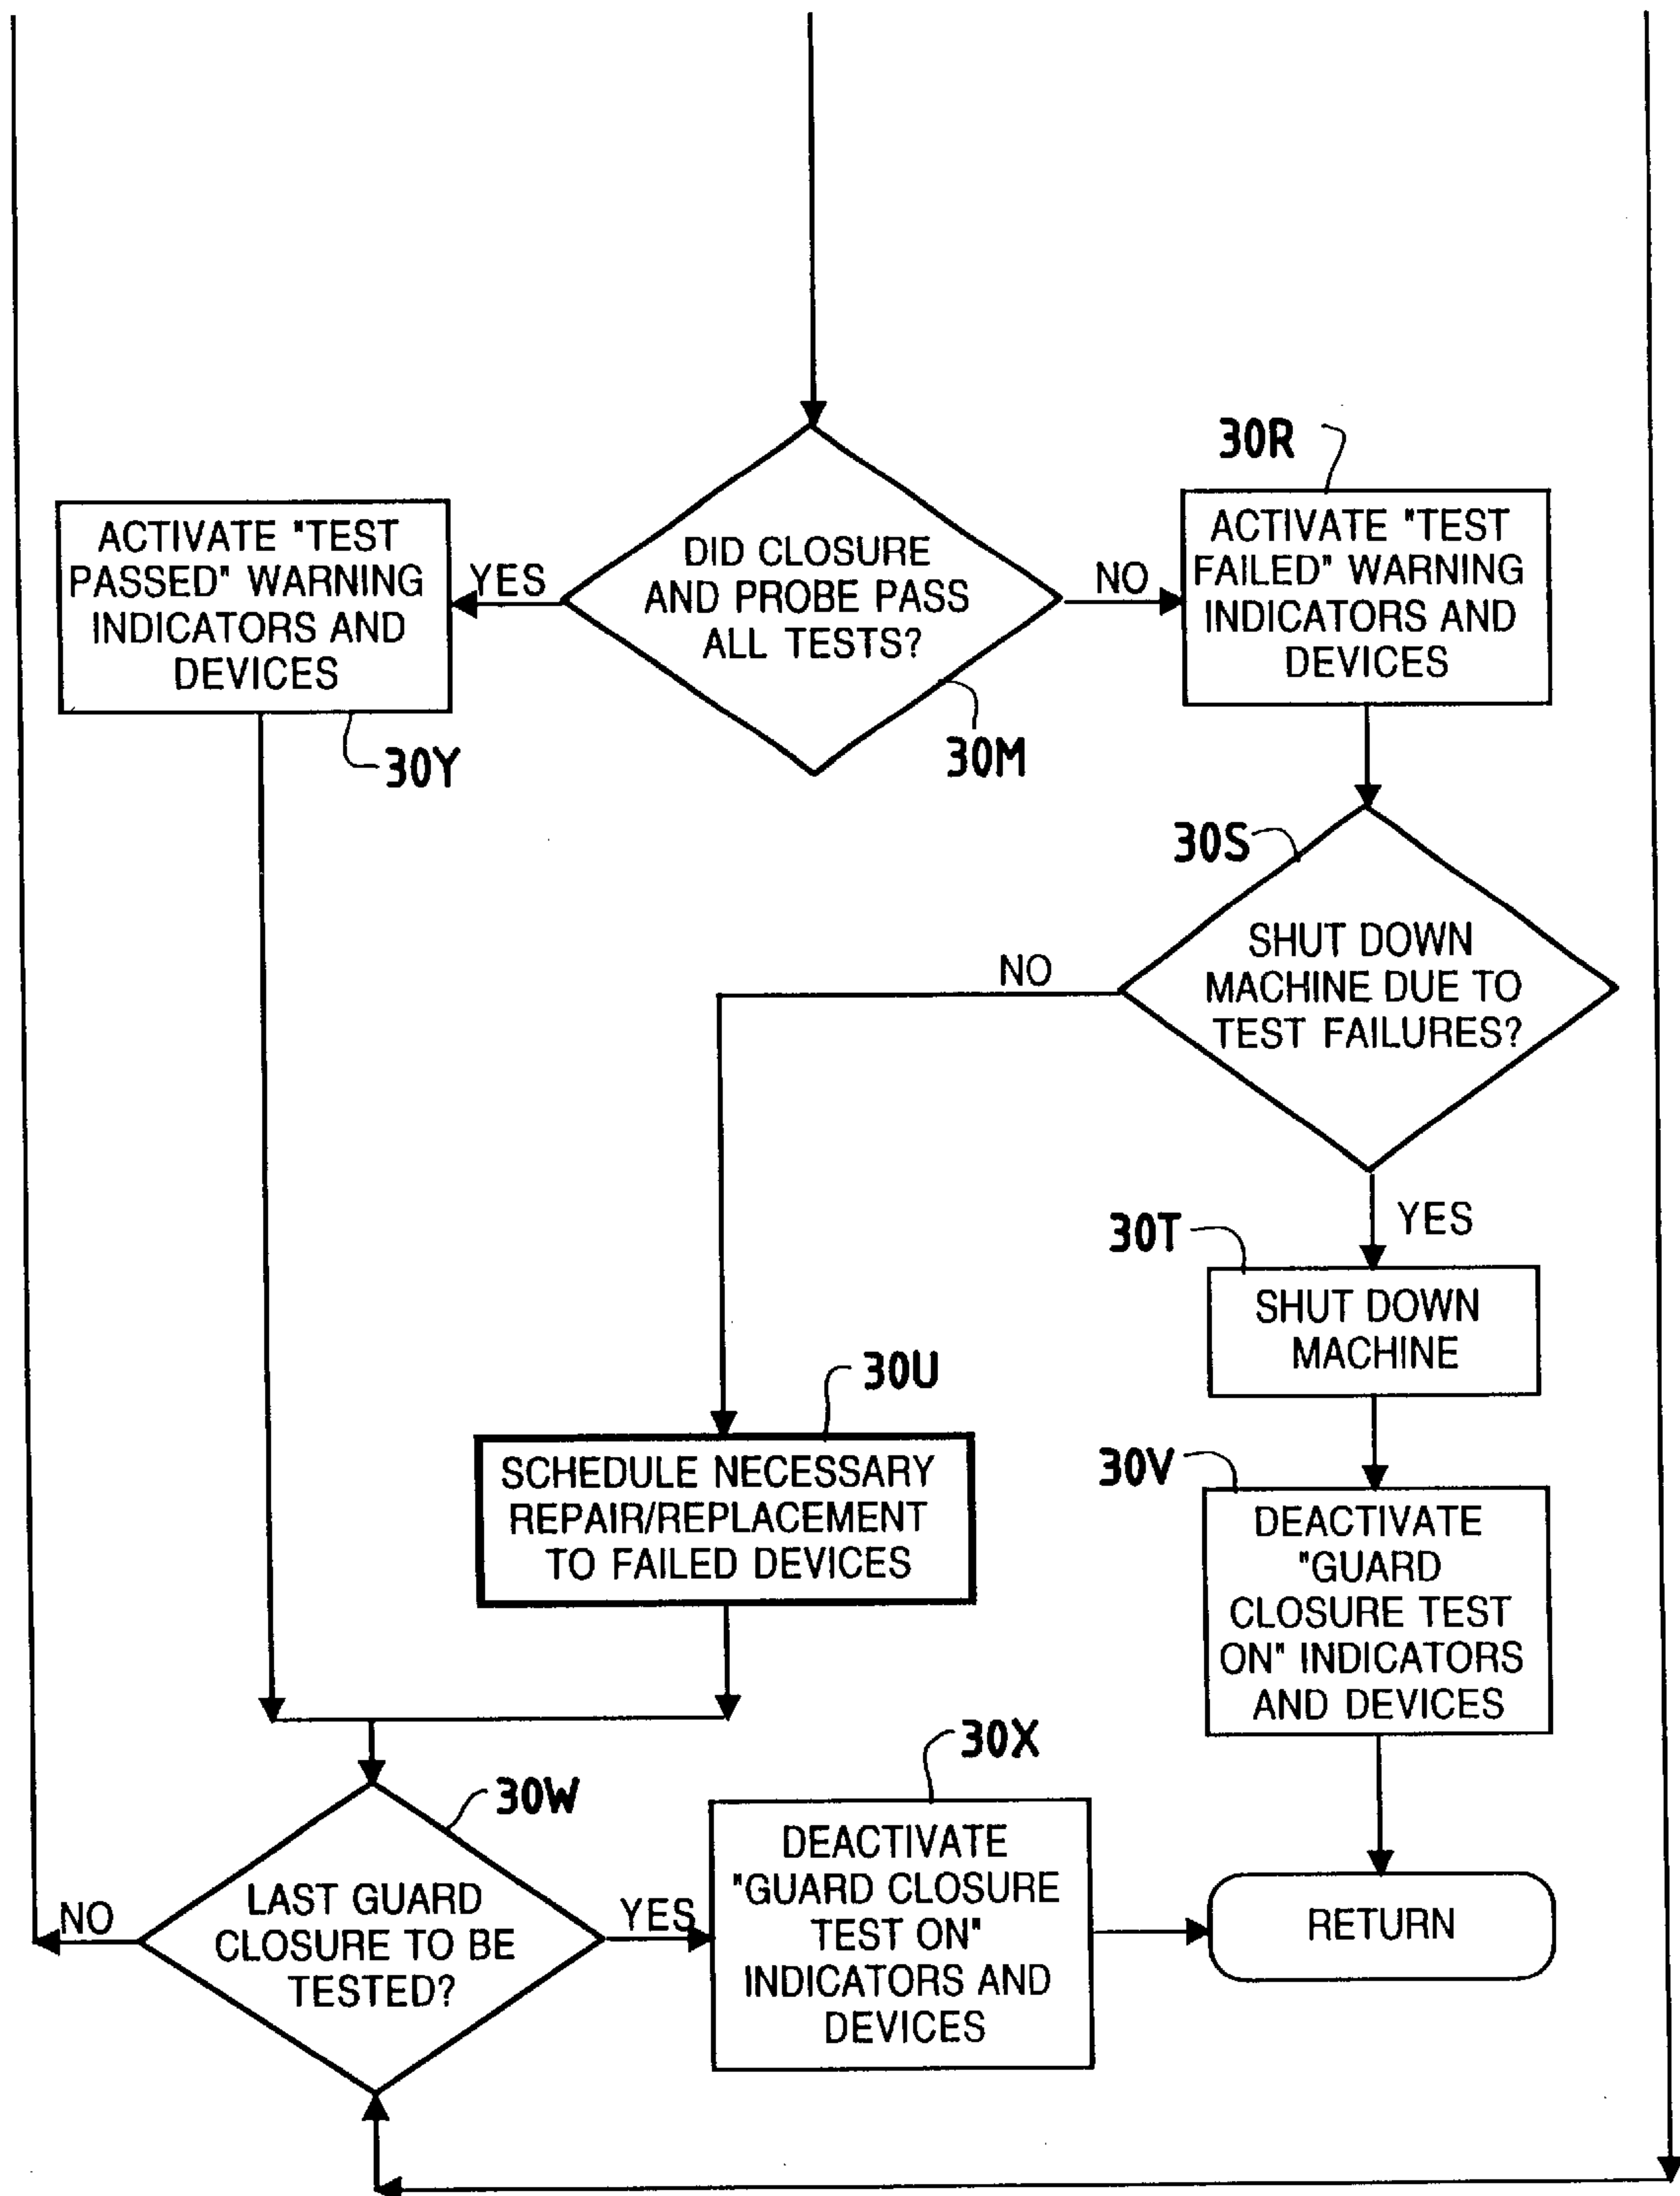 30R
ACTIVATE "TEST
PASSED" WARNING
INDICATORS AND
DEVICES
YES
DID CLOSURE
AND PROBE PASS
ALL TESTS?
NO
ACTIVATE "TEST
FAILED" WARNING
INDICATORS AND
DEVICES
30Y
30M
30S
SHUT DOWN
MACHINE DUE TO
TEST FAILURES?
NO
YES
30T
SHUT DOWN
MACHINE
30U
SCHEDULE NECESSARY
REPAIR/REPLACEMENT
TO FAILED DEVICES
30V
DEACTIVATE
"GUARD
CLOSURE TEST
ON" INDICATORS
AND DEVICES
30W
30X
NO
LAST GUARD
CLOSURE TO BE
TESTED?
YES
DEACTIVATE
"GUARD CLOSURE
TEST ON"
INDICATORS AND
DEVICES
RETURN